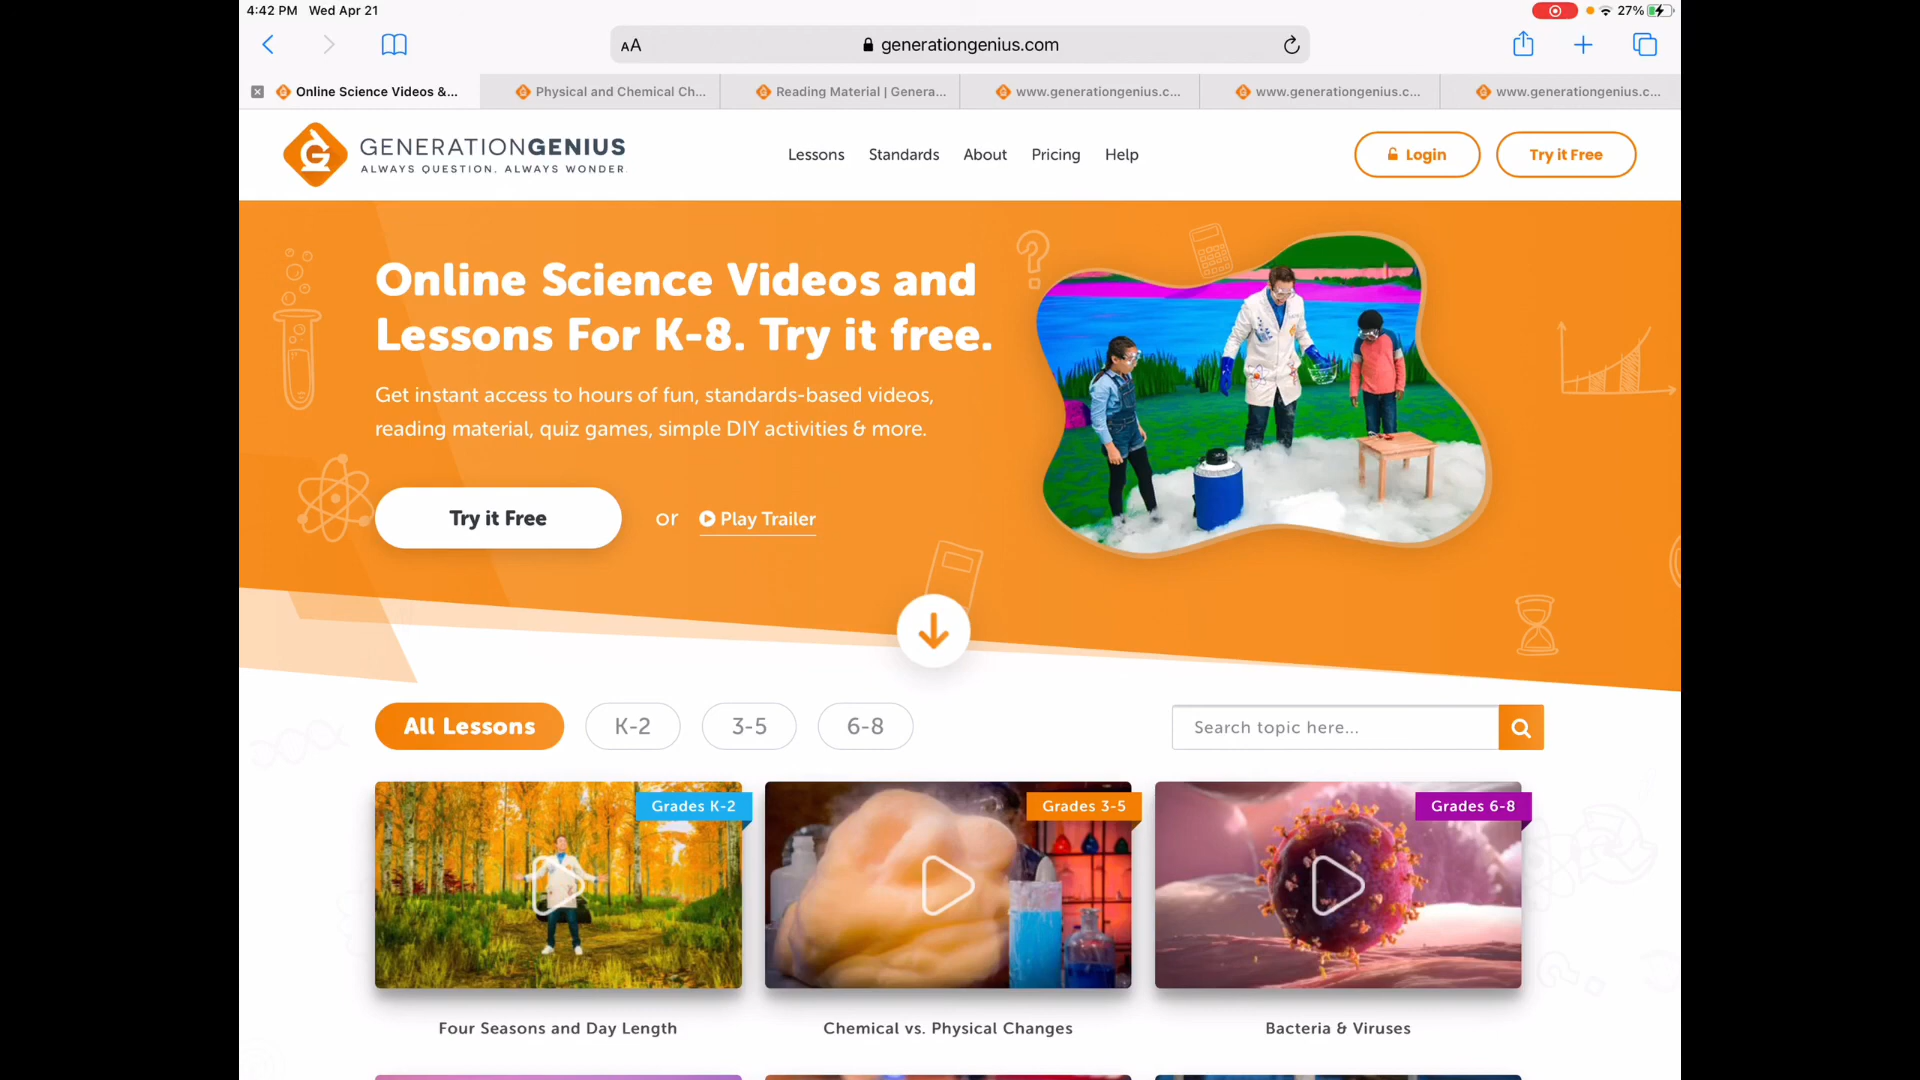 4:42 PM Wed Apr 21
27%
AA
generationgenius.com
Online Science Videos &...
Physical and Chemical Ch...
Reading Material | Genera...
www.generationgenius.c...
www.generationgenius.c...
www.generationgenius.c...
G
GENERATIONGENIUS
ALWAYS QUESTION. ALWAYS WONDER.
Lessons
Standards
About
Pricing
Help
Login
Try it Free
Online Science Videos and
Lessons For K-8. Try it free.
Get instant access to hours of fun, standards-based videos,
reading material, quiz games, simple DIY activities & more.
Try it Free
or
Play Trailer
All Lessons
K-2
3-5
6-8
Search topic here...
Grades K-2
Grades 3-5
Grades 6-8
Four Seasons and Day Length
Chemical vs. Physical Changes
Bacteria & Viruses